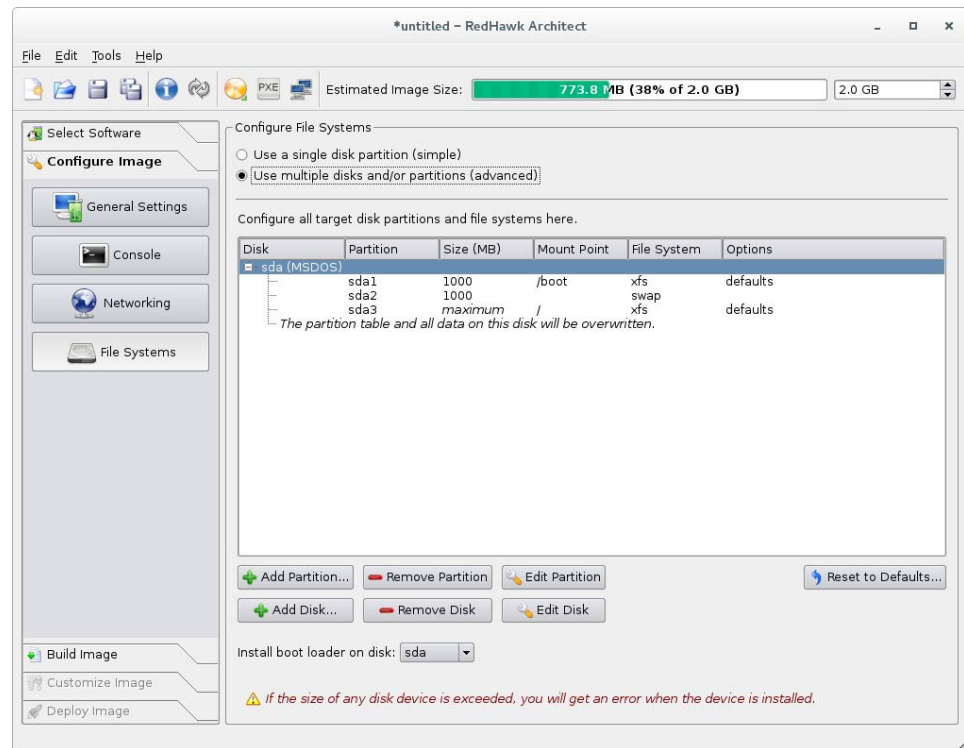 *untitled – RedHawk Architect
File Edit Tools Help
PXE
Estimated Image Size:
773.8 MB (38% of 2.0 GB)
2.0 GB
Select Software
Configure Image
General Settings
Console
Networking
File Systems
Build Image
Customize Image
Deploy Image
Configure File Systems
Use a single disk partition (simple)
Use multiple disks and/or partitions (advanced)
Configure all target disk partitions and file systems here.
Disk Partition Size (MB) Mount Point File System Options
sda (MSDOS)
sda1 1000 /boot xfs defaults
sda2 1000 swap
sda3 maximum / xfs defaults
The partition table and all data on this disk will be overwritten.
Add Partition... Remove Partition Edit Partition Reset to Defaults...
Add Disk... Remove Disk Edit Disk
Install boot loader on disk: sda
If the size of any disk device is exceeded, you will get an error when the device is installed.